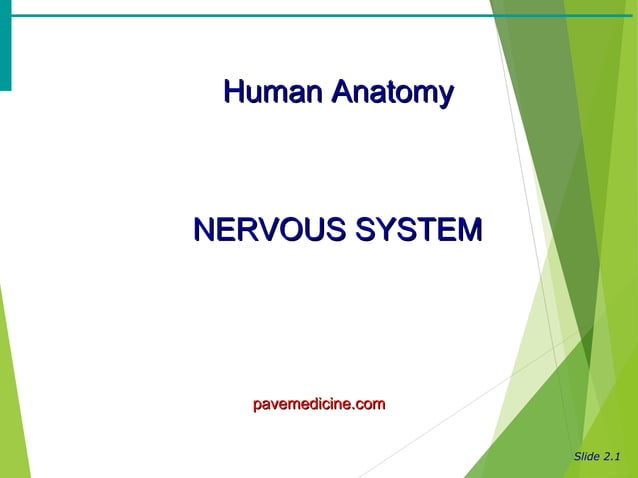 Human Anatomy
NERVOUS SYSTEM
pavemedicine.com
Slide 2.1